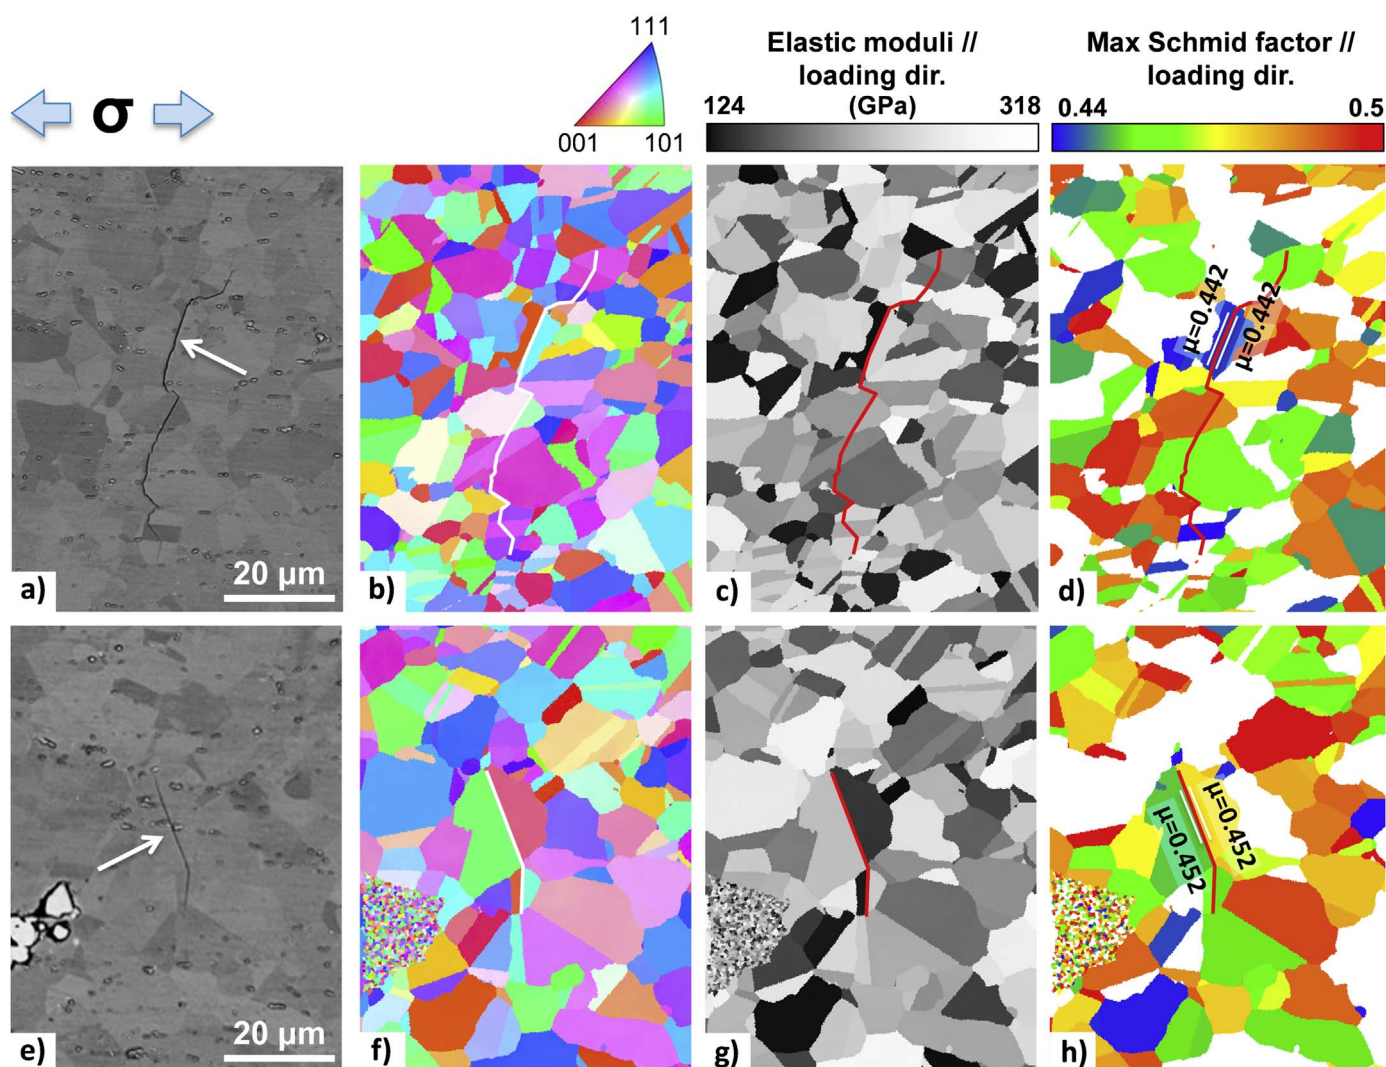 σ
111
001
101
Elastic moduli //
loading dir.
(GPa)
124
318
Max Schmid factor //
loading dir.
0.44
0.5
a)
20 µm
b)
c)
µ=0.442
µ=0.442
d)
e)
20 µm
f)
g)
µ=0.452
µ=0.452
h)